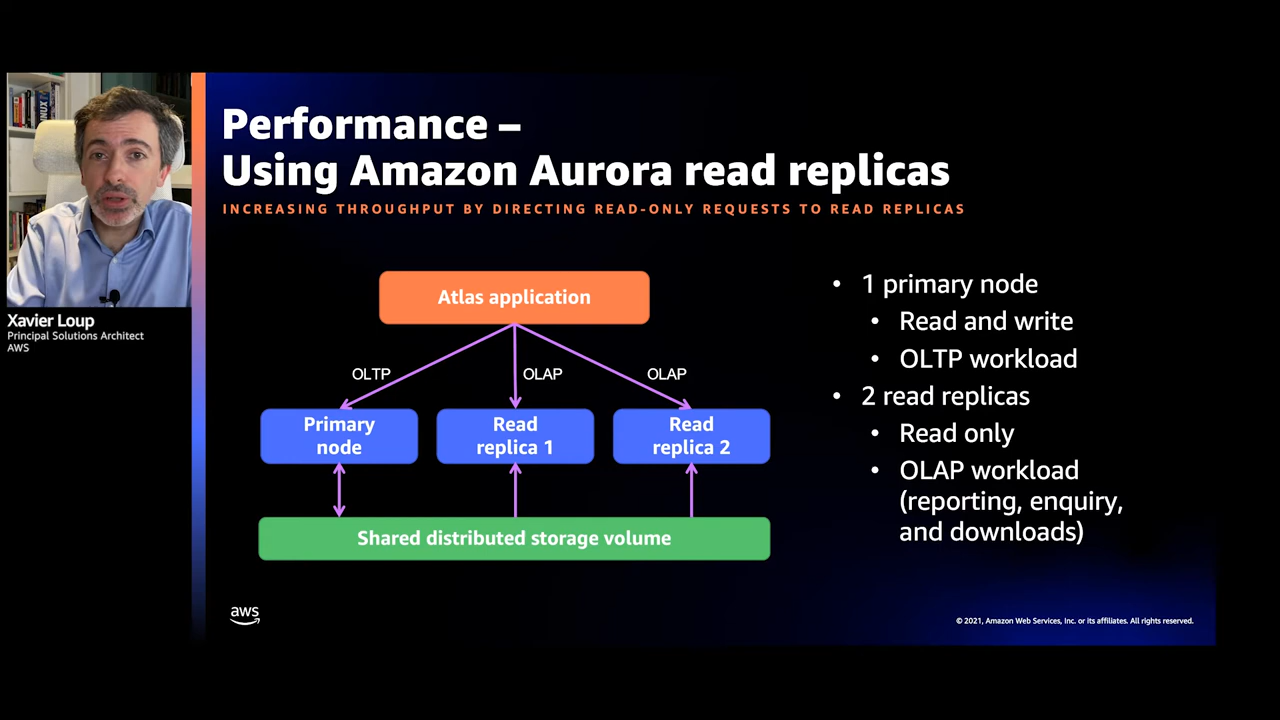 Performance –
Using Amazon Aurora read replicas
INCREASING THROUGHPUT BY DIRECTING READ-ONLY REQUESTS TO READ REPLICAS
Xavier Loup
Principal Solutions Architect
AWS
Atlas application
OLTP
OLAP
OLAP
Primary
node
Read
replica 1
Read
replica 2
Shared distributed storage volume
• 1 primary node
• Read and write
• OLTP workload
• 2 read replicas
• Read only
• OLAP workload
(reporting, enquiry,
and downloads)
aws
© 2021, Amazon Web Services, Inc. or its affiliates. All rights reserved.